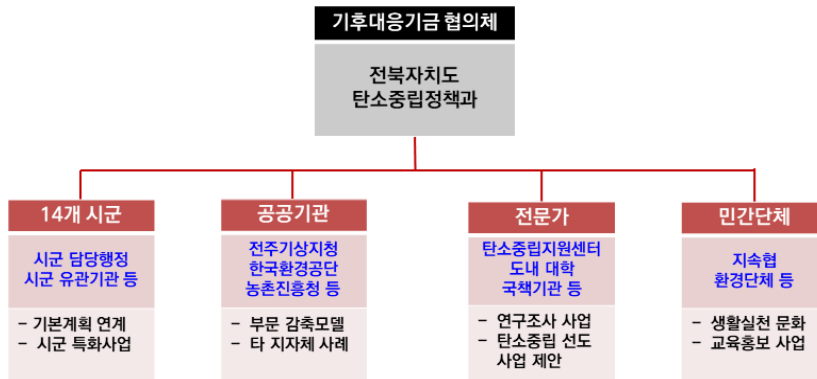 기후대응기금 협의체
전북자치도
탄소중립정책과
14개 시군
시군 담당행정
시군 유관기관 등
– 기본계획 연계
– 시군 특화사업
공공기관
전주기상지청
한국환경공단
농촌진흥청 등
– 부문 감축모델
– 타 지자체 사례
전문가
탄소중립지원센터
도내 대학
국책기관 등
– 연구조사 사업
– 탄소중립 선도
사업 제안
민간단체
지속협
환경단체 등
– 생활실천 문화
– 교육홍보 사업